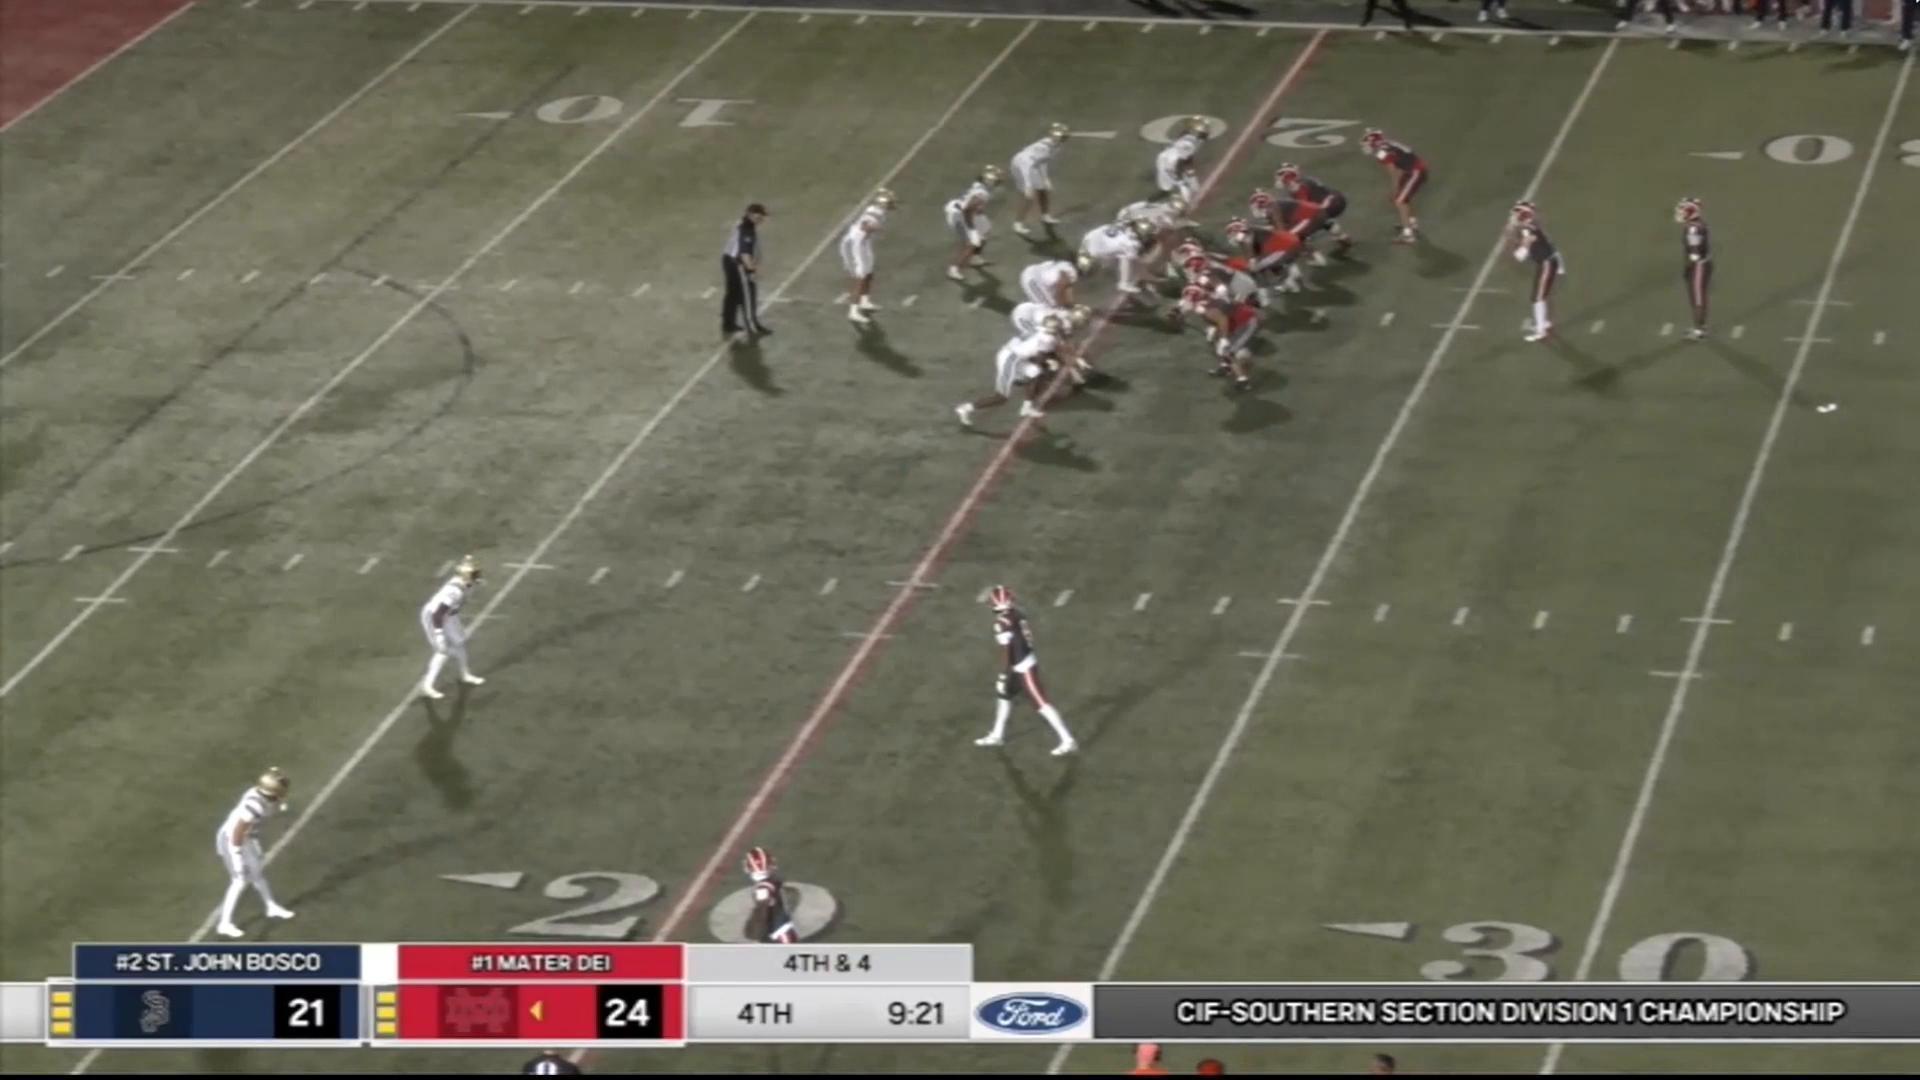 10
20
30
20
30
#2 ST. JOHN BOSCO
#1 MATER DEI
4TH & 4
21
24
4TH
9:21
Ford
CIF-SOUTHERN SECTION DIVISION 1 CHAMPIONSHIP